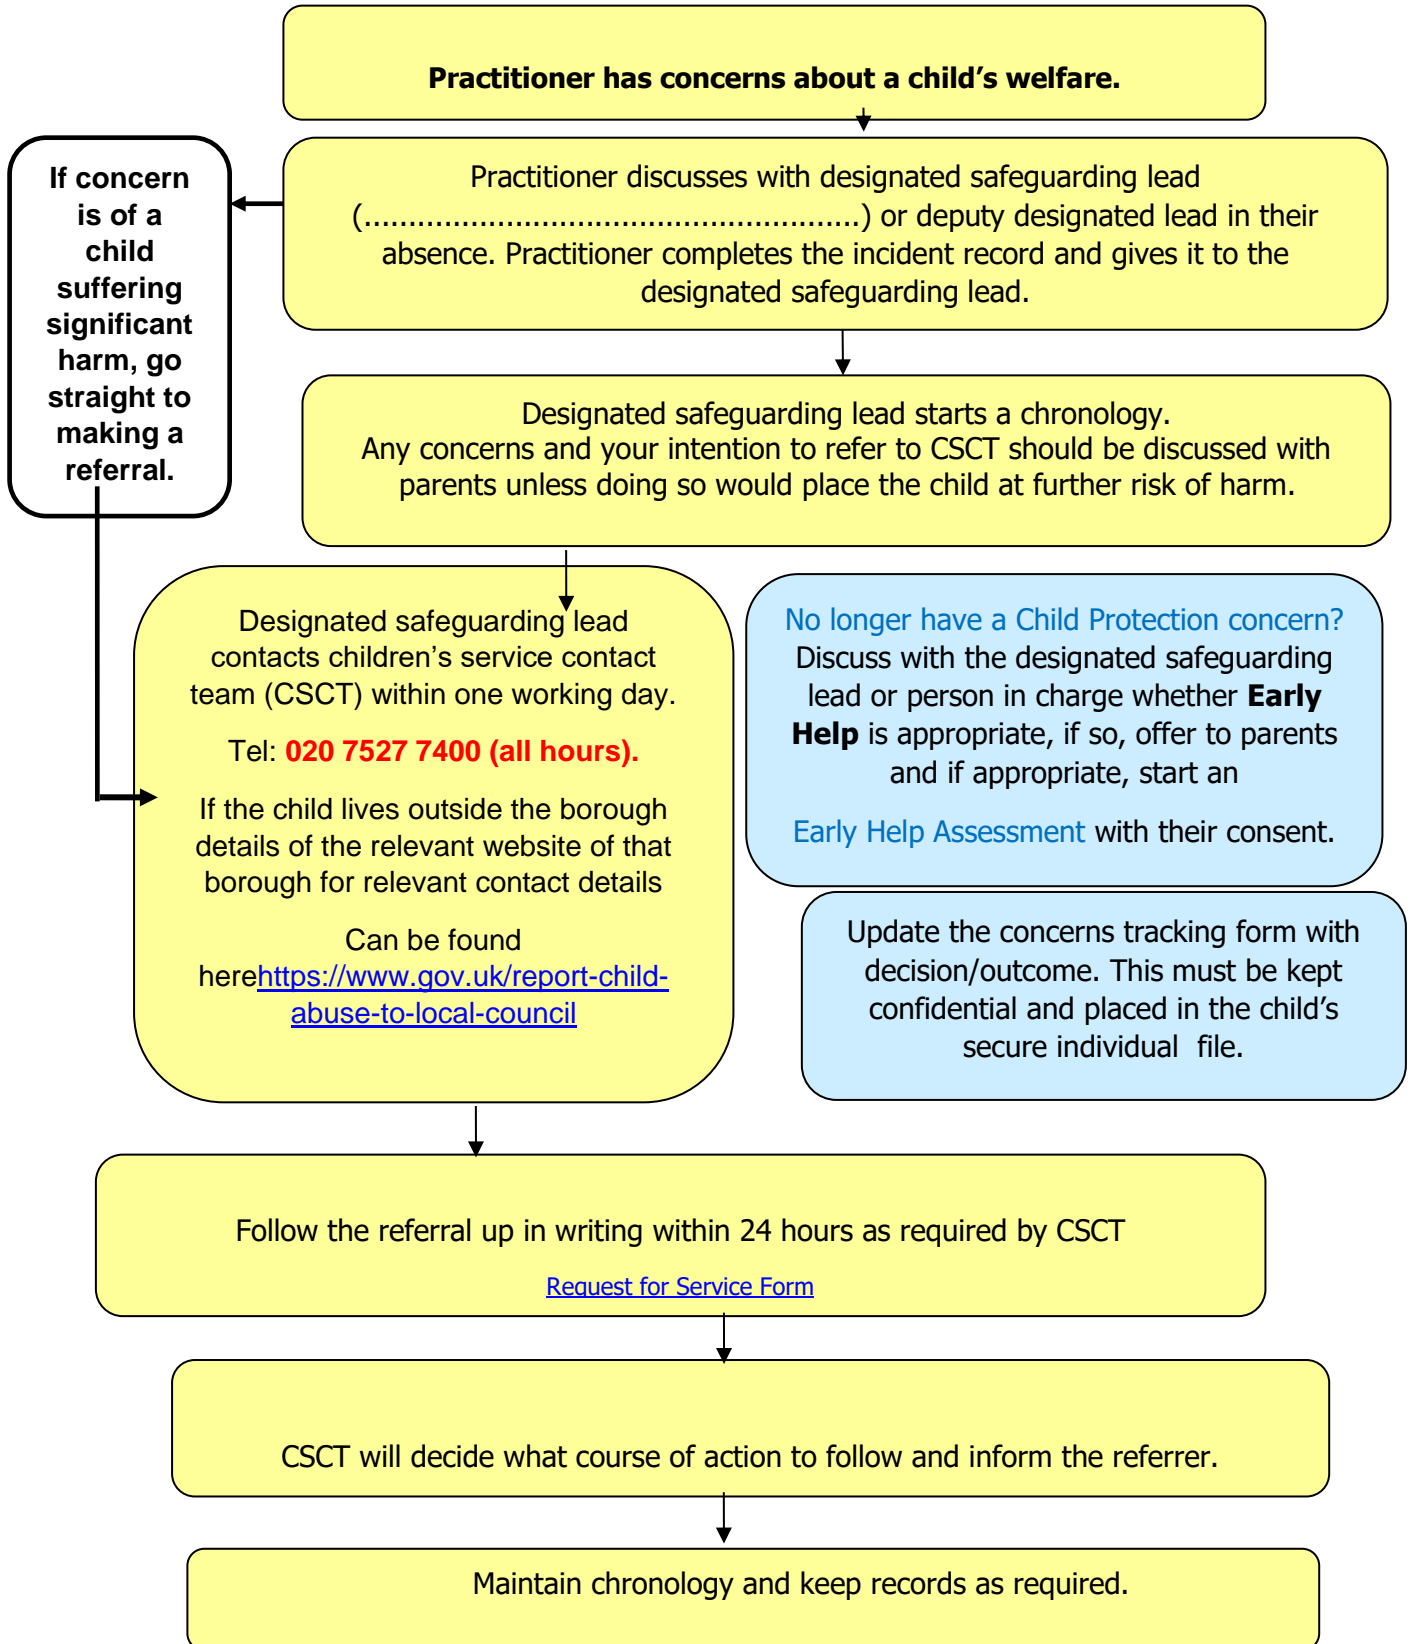 Practitioner has concerns about a child’s welfare.
If concern
is of a
child
suffering
significant
harm, go
straight to
making a
referral.
Practitioner discusses with designated safeguarding lead
(.......................................................) or deputy designated lead in their
absence. Practitioner completes the incident record and gives it to the
designated safeguarding lead.
Designated safeguarding lead starts a chronology.
Any concerns and your intention to refer to CSCT should be discussed with
parents unless doing so would place the child at further risk of harm.
Designated safeguarding lead
contacts children’s service contact
team (CSCT) within one working day.
Tel: 020 7527 7400 (all hours).
If the child lives outside the borough
details of the relevant website of that
borough for relevant contact details
Can be found
herehttps://www.gov.uk/report-child-
abuse-to-local-council
No longer have a Child Protection concern?
Discuss with the designated safeguarding
lead or person in charge whether Early
Help is appropriate, if so, offer to parents
and if appropriate, start an
Early Help Assessment with their consent.
Update the concerns tracking form with
decision/outcome. This must be kept
confidential and placed in the child’s
secure individual  file.
Follow the referral up in writing within 24 hours as required by CSCT
Request for Service Form
CSCT will decide what course of action to follow and inform the referrer.
Maintain chronology and keep records as required.